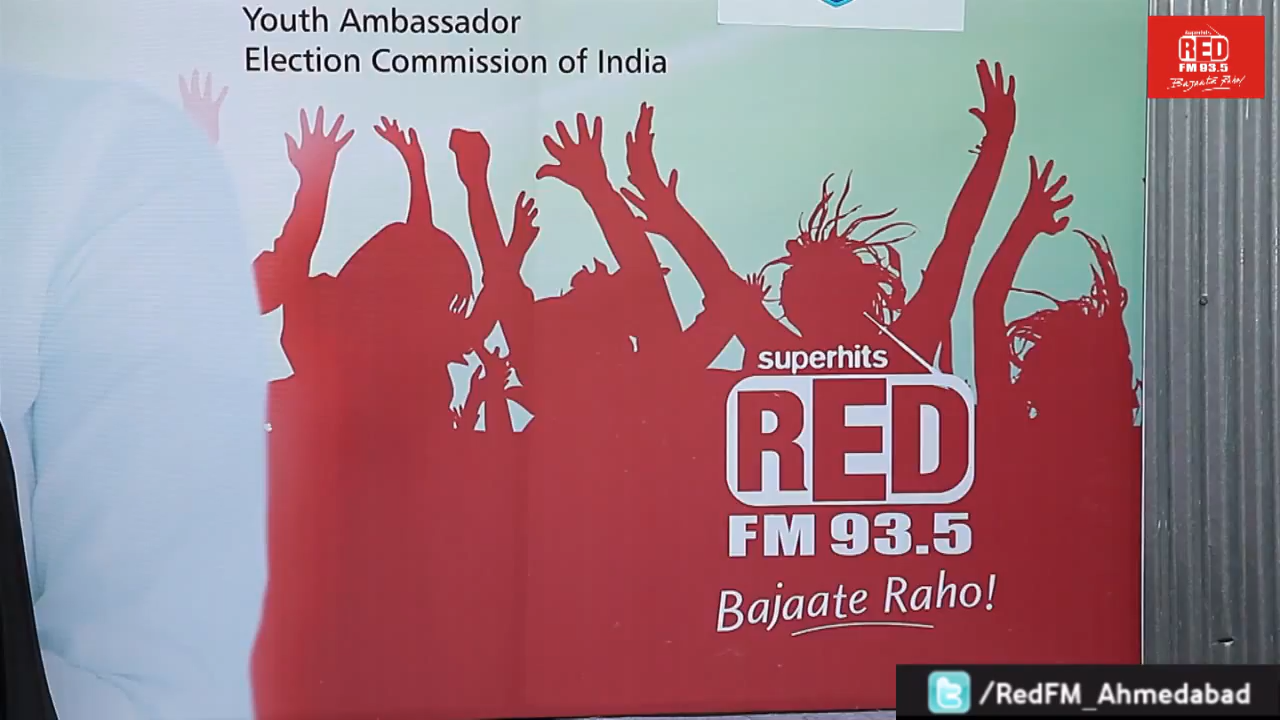 Youth Ambassador
Election Commission of India
superhits
RED
FM 93.5
Bajaate Raho!
superhits
RED
FM 93.5
Bajaate Raho!
/RedFM_Ahmedabad